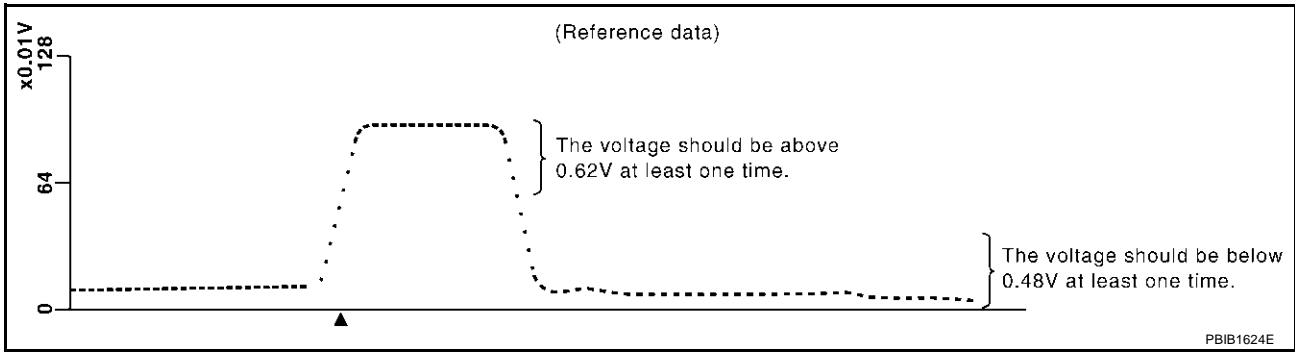 (Reference data)
x0.01V
128
64
0
The voltage should be above
0.62V at least one time.
The voltage should be below
0.48V at least one time.
PBIB1624E